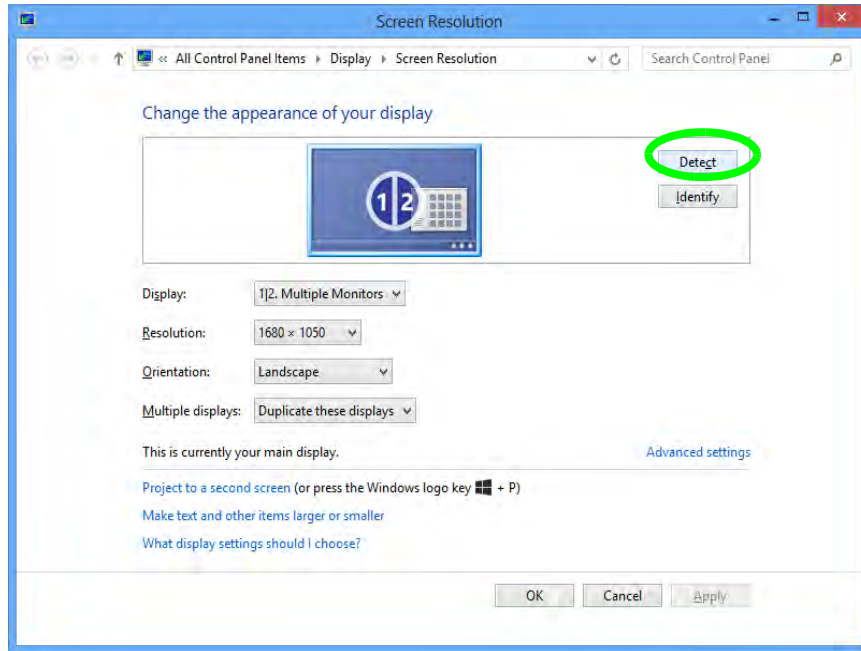 Screen Resolution
« All Control Panel Items Display Screen Resolution
Search Control Panel
Change the appearance of your display
1 2
Detect
Identify
Display: 1|2. Multiple Monitors
Resolution: 1680 × 1050
Orientation: Landscape
Multiple displays: Duplicate these displays
This is currently your main display.
Advanced settings
Project to a second screen (or press the Windows logo key + P)
Make text and other items larger or smaller
What display settings should I choose?
OK Cancel Apply